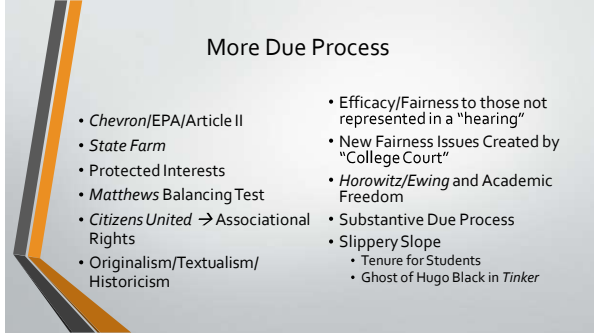 More Due Process
• Chevron/EPA/Article II
• State Farm
• Protected Interests
• Matthews Balancing Test
• Citizens United → Associational
Rights
• Originalism/Textualism/
Historicism
• Efficacy/Fairness to those not
represented in a “hearing”
• New Fairness Issues Created by
“College Court”
• Horowitz/Ewing and Academic
Freedom
• Substantive Due Process
• Slippery Slope
• Tenure for Students
• Ghost of Hugo Black in Tinker